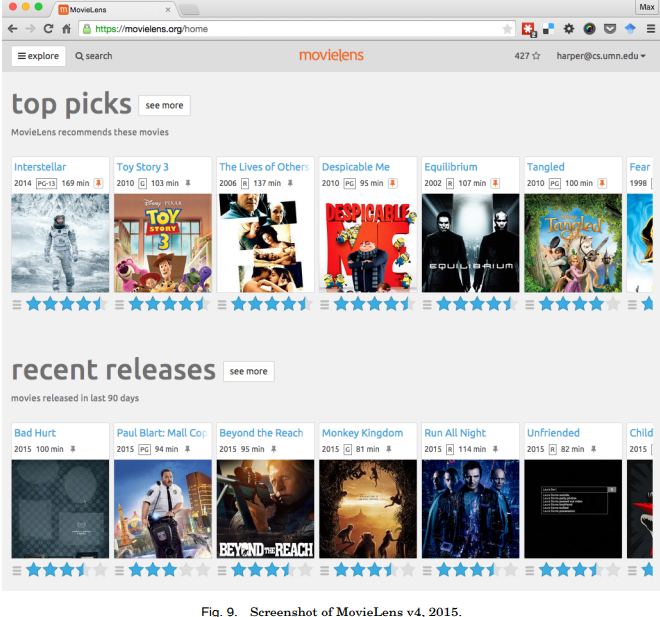 MovieLens
Max
https://movielens.org/home
explore
search
movielens
427
harper@cs.umn.edu
top picks
see more
MovieLens recommends these movies
Interstellar
2014 PG-13 169 min
Toy Story 3
2010 G 103 min
DISNEY PIXAR
TOY STORY 3
The Lives of Others
2006 R 137 min
Despicable Me
2010 PG 95 min
DESPICABLE ME
Equilibrium
2002 R 107 min
EQUILIBRIUM
Tangled
2010 PG 100 min
Disney
Tangled
Fear
1998
recent releases
see more
movies released in last 90 days
Bad Hurt
2015 100 min
Paul Blart: Mall Cop
2015 PG 94 min
Beyond the Reach
2015 95 min
BEYOND THE REACH
Monkey Kingdom
2015 G 81 min
Run All Night
2015 R 114 min
Unfriended
2015 R 82 min
Child
2015
Fig. 9. Screenshot of MovieLens v4, 2015.